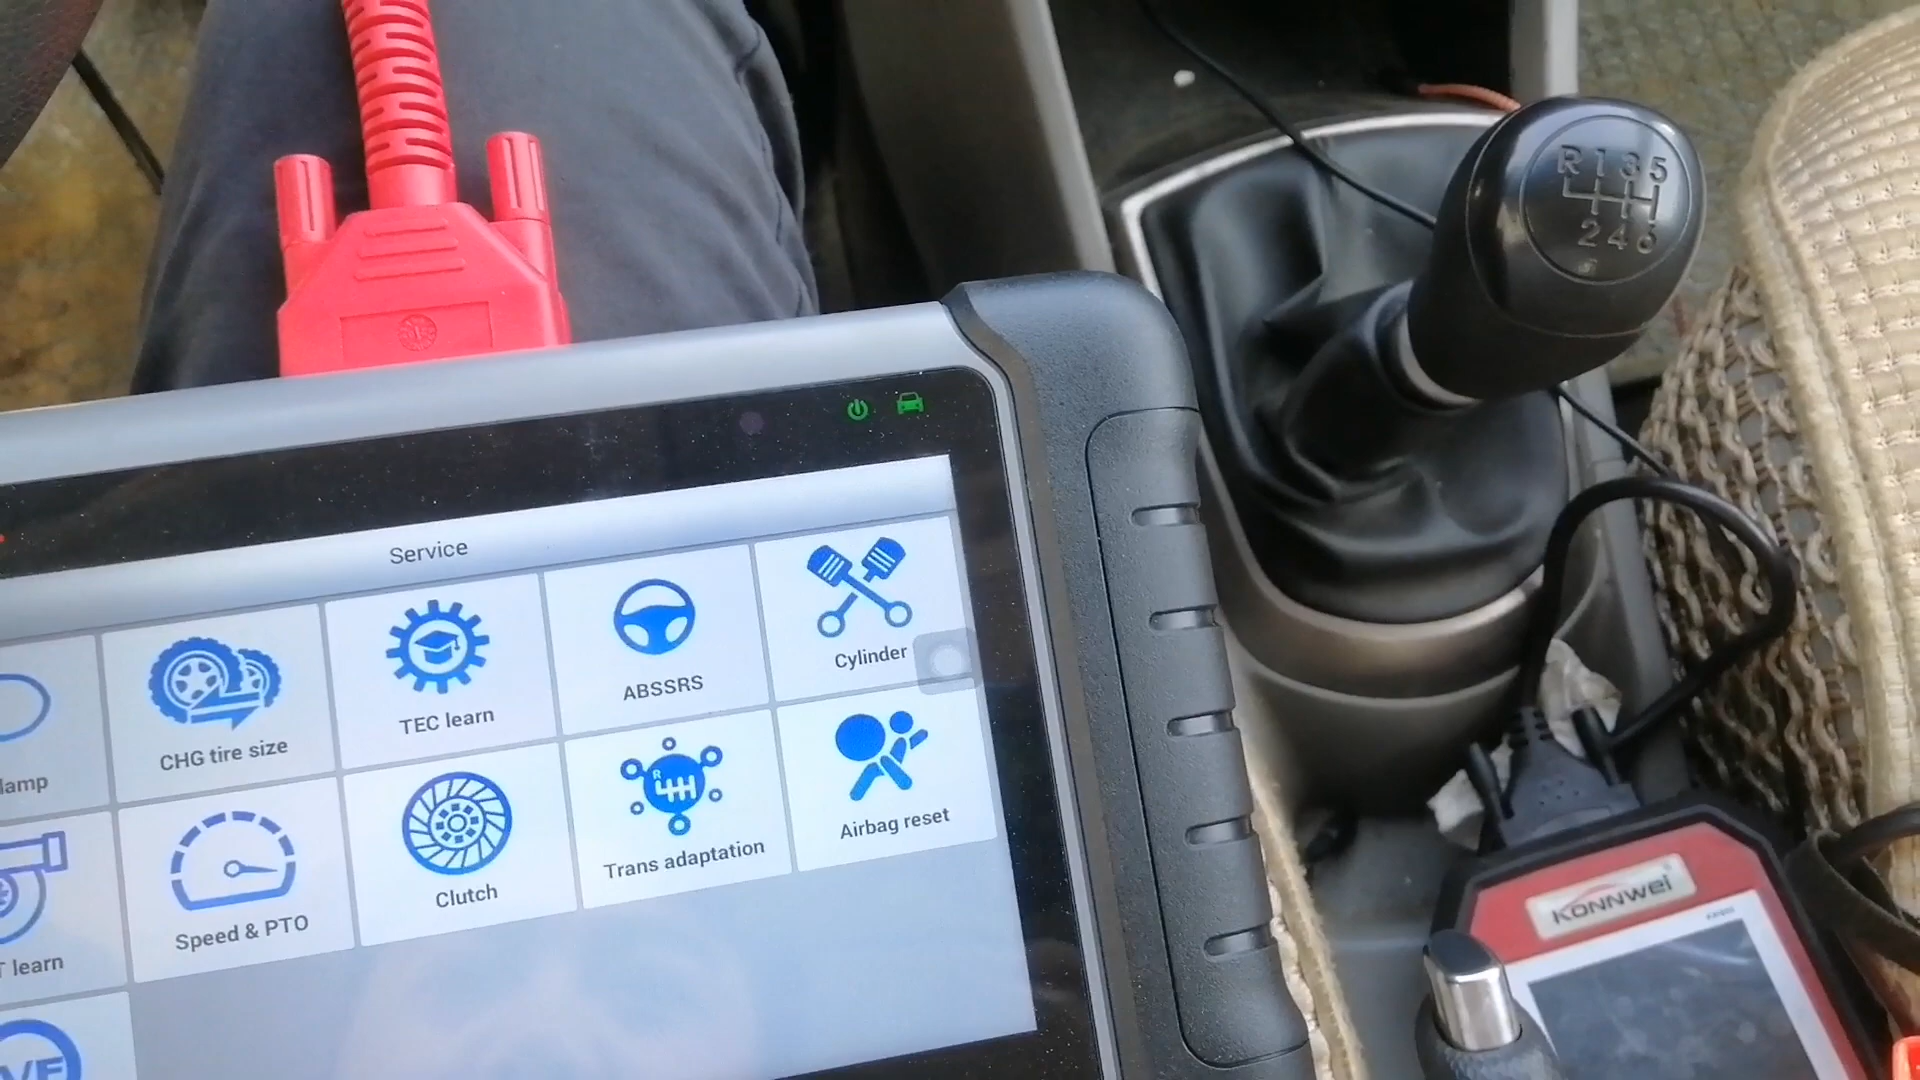 R 1 3 5
2 4 6
Service
lamp
CHG tire size
TEC learn
ABSSRS
Cylinder
T learn
Speed & PTO
Clutch
R
Trans adaptation
Airbag reset
VF
KONNWEI